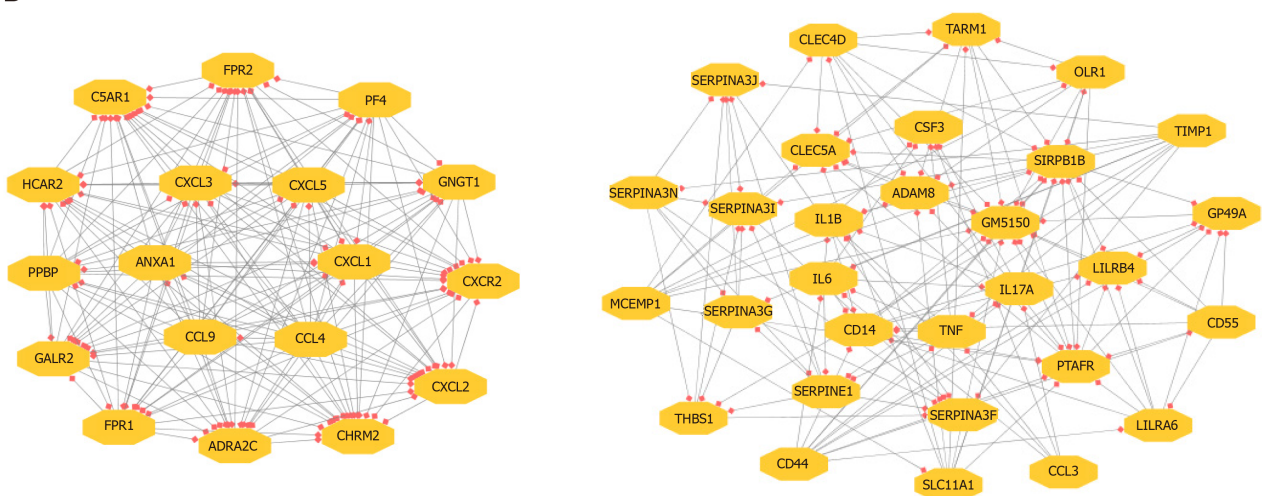 FPR2
C5AR1
PF4
HCAR2
CXCL3
CXCL5
GNGT1
PPBP
ANXA1
CXCL1
CXCR2
GALR2
CCL9
CCL4
CXCL2
FPR1
ADRA2C
CHRM2
CLEC4D
TARM1
SERPINA3J
OLR1
CLEC5A
CSF3
TIMP1
SIRPB1B
SERPINA3N
SERPINA3I
ADAM8
IL1B
GM5150
GP49A
MCEMP1
IL6
IL17A
LILRB4
SERPINA3G
CD14
TNF
CD55
PTAFR
SERPINE1
THBS1
SERPINA3F
LILRA6
CD44
SLC11A1
CCL3